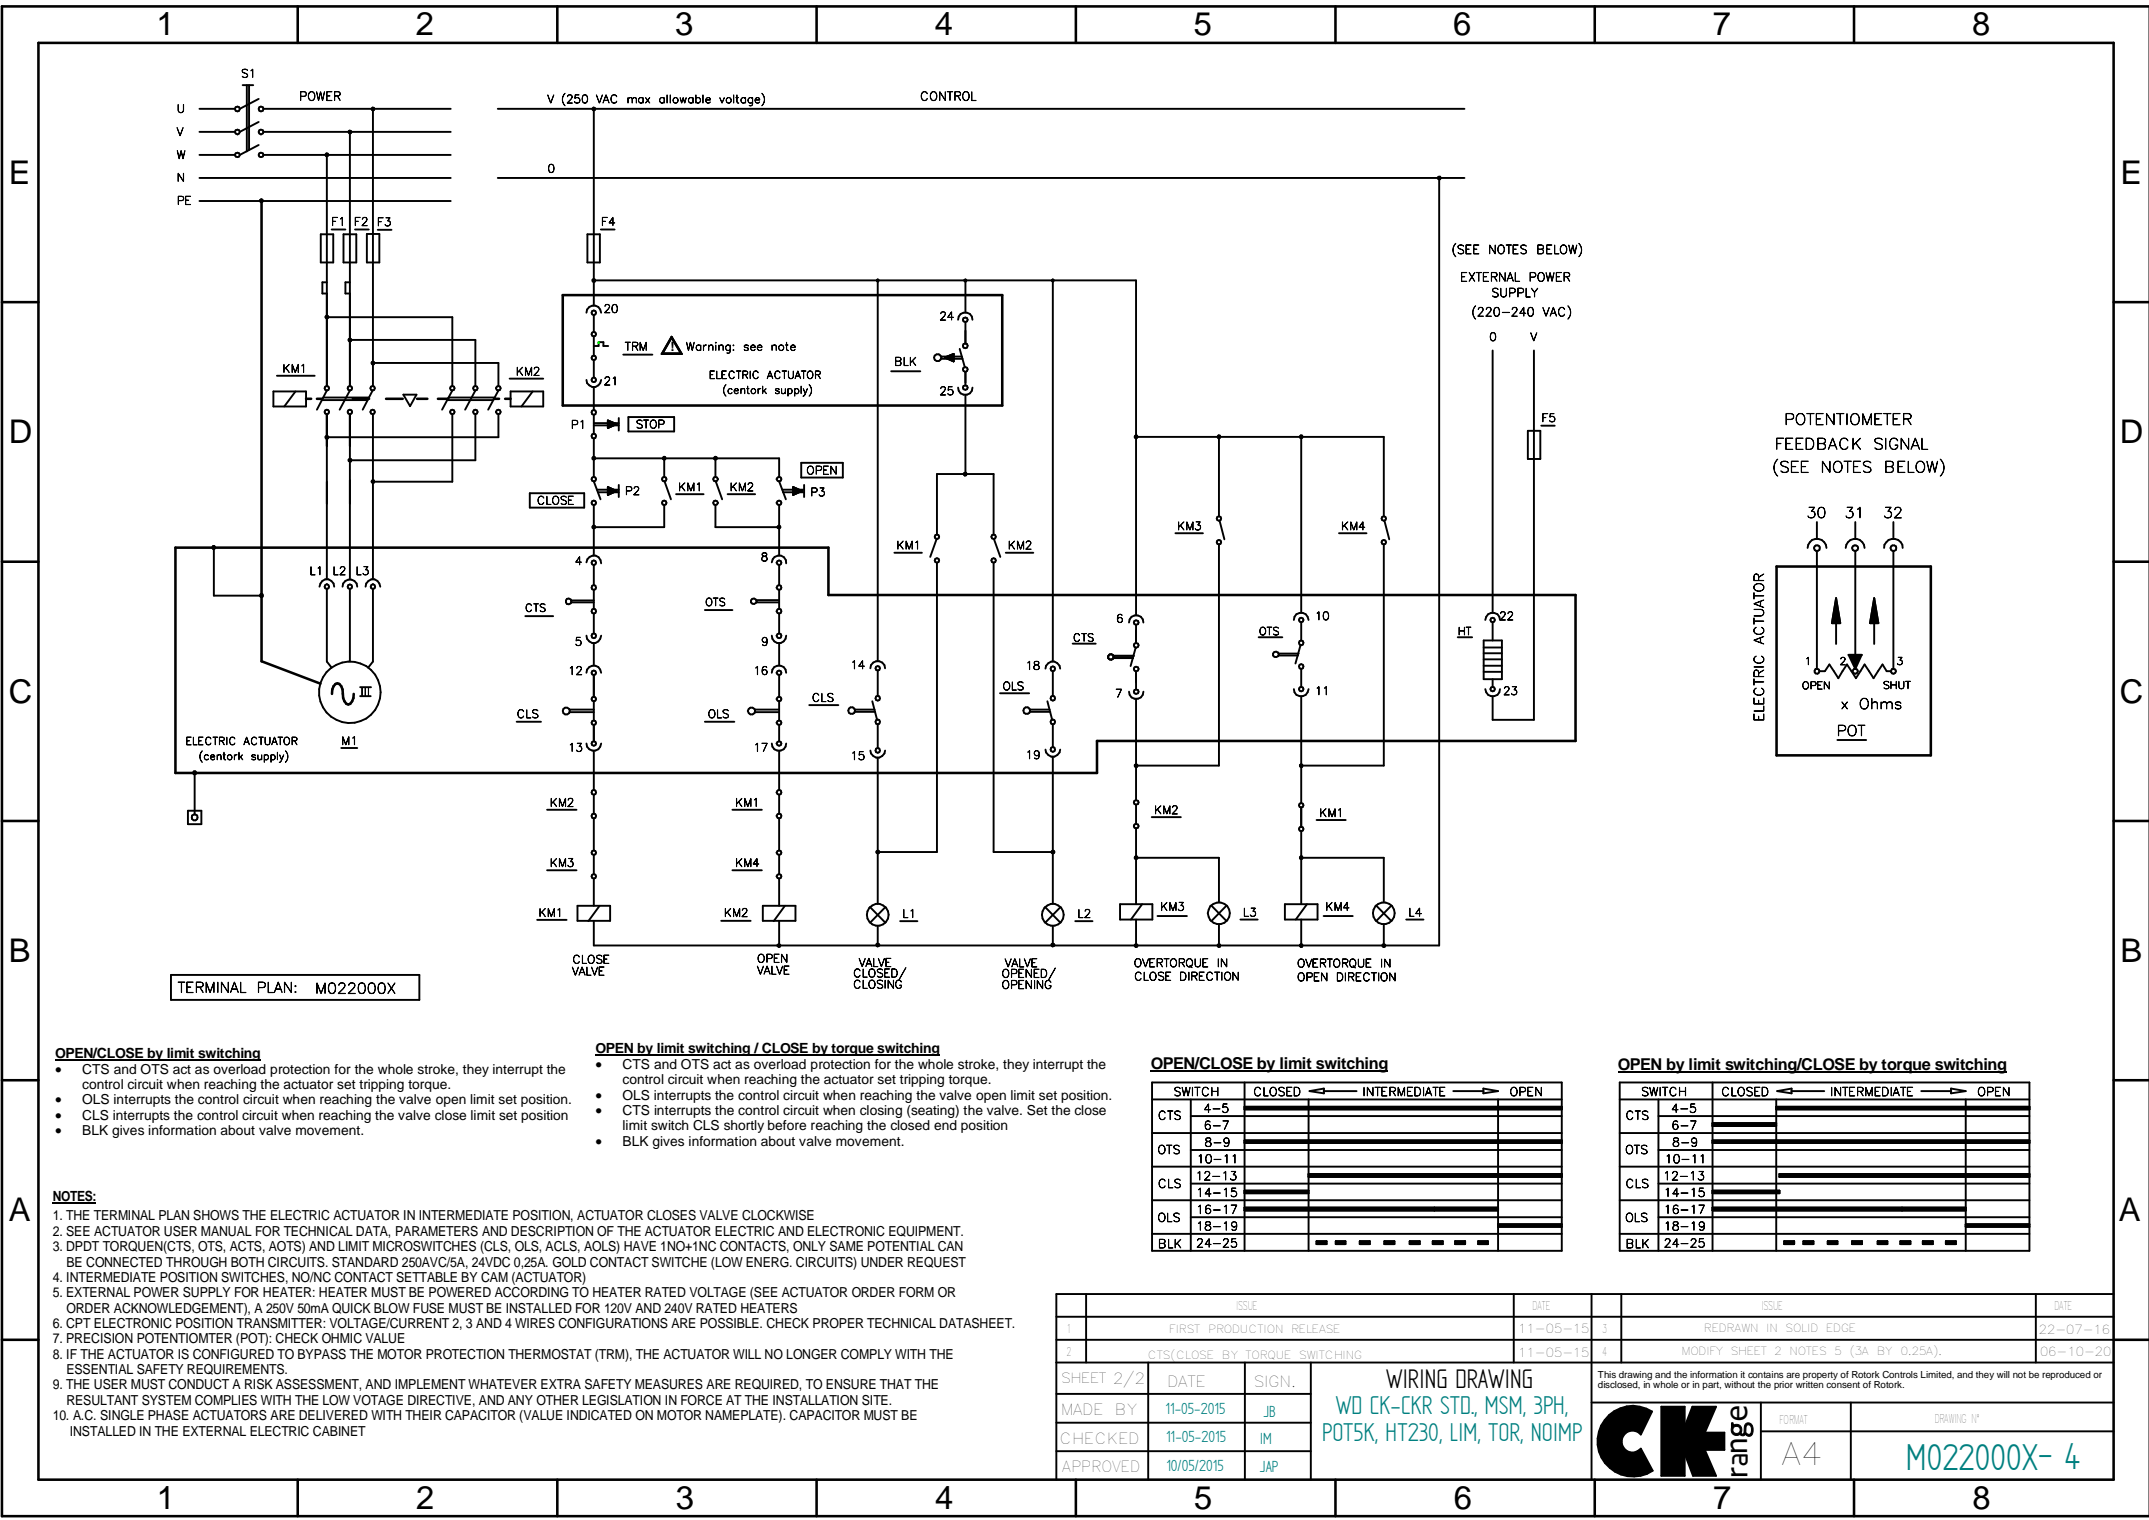 1 2 3 4 5 6 7 8
E
D
C
B
A
E
D
C
B
A
S1
POWER
U
V
W
N
PE
F1 F2 F3
KM1
KM2
L1 L2 L3
M1
III
ELECTRIC ACTUATOR
(centork supply)
V (250 VAC max allowable voltage)
CONTROL
0
F4
20
TRM
Warning: see note
21
ELECTRIC ACTUATOR
(centork supply)
24
BLK
25
P1 STOP
CLOSE
P2
KM1
KM2
OPEN
P3
4
CTS
5
12
CLS
13
8
OTS
9
16
OLS
17
KM2
KM3
KM1
CLOSE
VALVE
KM1
KM4
KM2
OPEN
VALVE
KM1
KM2
14
CLS
15
L1
VALVE
CLOSED/
CLOSING
18
OLS
19
L2
VALVE
OPENED/
OPENING
KM3
6
CTS
7
KM2
KM3
L3
OVERTORQUE IN
CLOSE DIRECTION
KM4
10
OTS
11
KM1
KM4
L4
OVERTORQUE IN
OPEN DIRECTION
(SEE NOTES BELOW)
EXTERNAL POWER
SUPPLY
(220-240 VAC)
0 V
F5
22
HT
23
POTENTIOMETER
FEEDBACK SIGNAL
(SEE NOTES BELOW)
30 31 32
ELECTRIC ACTUATOR
1 2 3
OPEN SHUT
x Ohms
POT
TERMINAL PLAN: M022000X
OPEN/CLOSE by limit switching
• CTS and OTS act as overload protection for the whole stroke, they interrupt the
control circuit when reaching the actuator set tripping torque.
• OLS interrupts the control circuit when reaching the valve open limit set position.
• CLS interrupts the control circuit when reaching the valve close limit set position
• BLK gives information about valve movement.
OPEN by limit switching / CLOSE by torque switching
• CTS and OTS act as overload protection for the whole stroke, they interrupt the
control circuit when reaching the actuator set tripping torque.
• OLS interrupts the control circuit when reaching the valve open limit set position.
• CTS interrupts the control circuit when closing (seating) the valve. Set the close
limit switch CLS shortly before reaching the closed end position
• BLK gives information about valve movement.
OPEN/CLOSE by limit switching
SWITCH CLOSED INTERMEDIATE OPEN
CTS 4-5
6-7
OTS 8-9
10-11
CLS 12-13
14-15
OLS 16-17
18-19
BLK 24-25
OPEN by limit switching/CLOSE by torque switching
SWITCH CLOSED INTERMEDIATE OPEN
CTS 4-5
6-7
OTS 8-9
10-11
CLS 12-13
14-15
OLS 16-17
18-19
BLK 24-25
NOTES:
1. THE TERMINAL PLAN SHOWS THE ELECTRIC ACTUATOR IN INTERMEDIATE POSITION, ACTUATOR CLOSES VALVE CLOCKWISE
2. SEE ACTUATOR USER MANUAL FOR TECHNICAL DATA, PARAMETERS AND DESCRIPTION OF THE ACTUATOR ELECTRIC AND ELECTRONIC EQUIPMENT.
3. DPDT TORQUEN(CTS, OTS, ACTS, AOTS) AND LIMIT MICROSWITCHES (CLS, OLS, ACLS, AOLS) HAVE 1NO+1NC CONTACTS, ONLY SAME POTENTIAL CAN
BE CONNECTED THROUGH BOTH CIRCUITS. STANDARD 250AVC/5A, 24VDC 0,25A. GOLD CONTACT SWITCHE (LOW ENERG. CIRCUITS) UNDER REQUEST
4. INTERMEDIATE POSITION SWITCHES, NO/NC CONTACT SETTABLE BY CAM (ACTUATOR)
5. EXTERNAL POWER SUPPLY FOR HEATER: HEATER MUST BE POWERED ACCORDING TO HEATER RATED VOLTAGE (SEE ACTUATOR ORDER FORM OR
ORDER ACKNOWLEDGEMENT), A 250V 50mA QUICK BLOW FUSE MUST BE INSTALLED FOR 120V AND 240V RATED HEATERS
6. CPT ELECTRONIC POSITION TRANSMITTER: VOLTAGE/CURRENT 2, 3 AND 4 WIRES CONFIGURATIONS ARE POSSIBLE. CHECK PROPER TECHNICAL DATASHEET.
7. PRECISION POTENTIOMTER (POT): CHECK OHMIC VALUE
8. IF THE ACTUATOR IS CONFIGURED TO BYPASS THE MOTOR PROTECTION THERMOSTAT (TRM), THE ACTUATOR WILL NO LONGER COMPLY WITH THE
ESSENTIAL SAFETY REQUIREMENTS.
9. THE USER MUST CONDUCT A RISK ASSESSMENT, AND IMPLEMENT WHATEVER EXTRA SAFETY MEASURES ARE REQUIRED, TO ENSURE THAT THE
RESULTANT SYSTEM COMPLIES WITH THE LOW VOTAGE DIRECTIVE, AND ANY OTHER LEGISLATION IN FORCE AT THE INSTALLATION SITE.
10. A.C. SINGLE PHASE ACTUATORS ARE DELIVERED WITH THEIR CAPACITOR (VALUE INDICATED ON MOTOR NAMEPLATE). CAPACITOR MUST BE
INSTALLED IN THE EXTERNAL ELECTRIC CABINET
ISSUE DATE ISSUE DATE
1 FIRST PRODUCTION RELEASE 11-05-15 3 REDRAWN IN SOLID EDGE 22-07-16
2 CTS(CLOSE BY TORQUE SWITCHING 11-05-15 4 MODIFY SHEET 2 NOTES 5 (3A BY 0.25A). 06-10-20
SHEET 2/2 DATE SIGN.
MADE BY 11-05-2015 JB
CHECKED 11-05-2015 IM
APPROVED 10/05/2015 JAP
WIRING DRAWING
WD CK-CKR STD., MSM, 3PH,
POT5K, HT230, LIM, TOR, NOIMP
This drawing and the information it contains are property of Rotork Controls Limited, and they will not be reproduced or
disclosed, in whole or in part, without the prior written consent of Rotork.
CK range
FORMAT
A4
DRAWING Nº
M022000X- 4
1 2 3 4 5 6 7 8